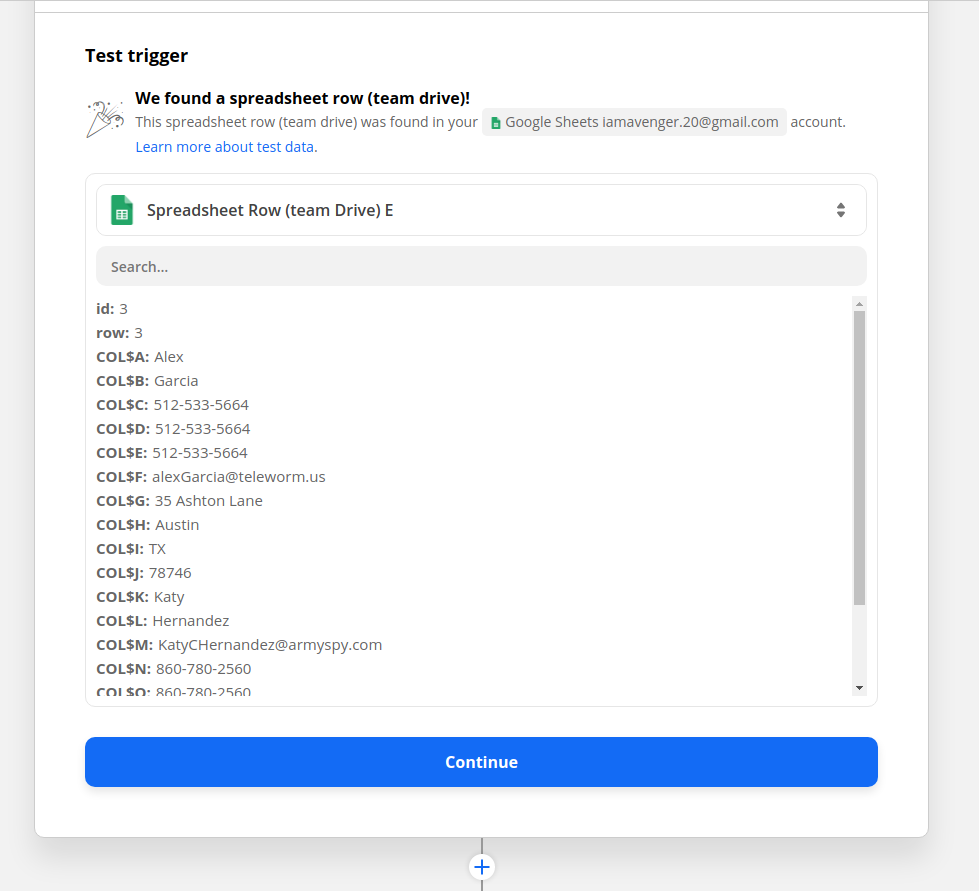 Test trigger
We found a spreadsheet row (team drive)!
This spreadsheet row (team drive) was found in your Google Sheets iamavenger.20@gmail.com account.
Learn more about test data.
Spreadsheet Row (team Drive) E
Search...
id: 3
row: 3
COL$A: Alex
COL$B: Garcia
COL$C: 512-533-5664
COL$D: 512-533-5664
COL$E: 512-533-5664
COL$F: alexGarcia@teleworm.us
COL$G: 35 Ashton Lane
COL$H: Austin
COL$I: TX
COL$J: 78746
COL$K: Katy
COL$L: Hernandez
COL$M: KatyCHernandez@armyspy.com
COL$N: 860-780-2560
COL$O: 860-780-2560
Continue